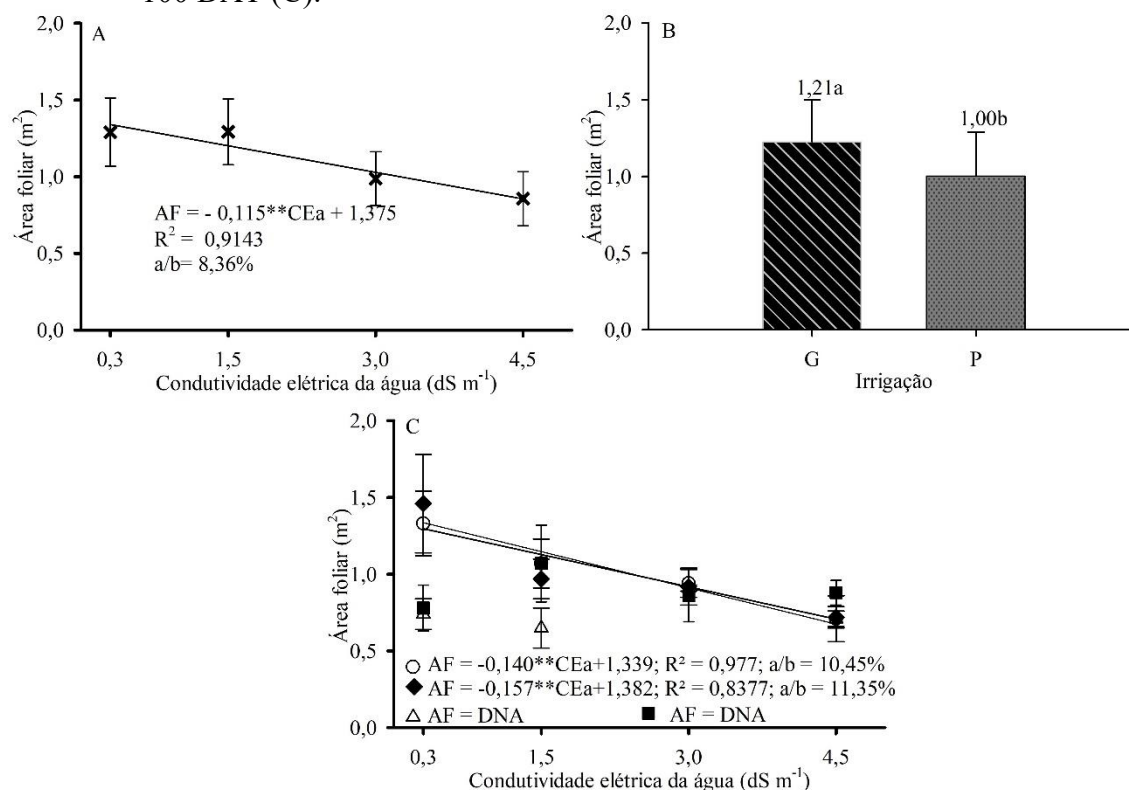 100 DAT (C).
A
2,0
1,5
1,0
0,5
0,0
Área foliar (m²)
AF = - 0,115**CEa + 1,375
R² = 0,9143
a/b= 8,36%
0,3 1,5 3,0 4,5
Condutividade elétrica da água (dS m⁻¹)
B
2,0
1,5
1,0
0,5
0,0
Área foliar (m²)
1,21a
1,00b
G P
Irrigação
C
2,0
1,5
1,0
0,5
0,0
Área foliar (m²)
AF = -0,140**CEa+1,339; R² = 0,977; a/b = 10,45%
AF = -0,157**CEa+1,382; R² = 0,8377; a/b = 11,35%
AF = DNA AF = DNA
0,3 1,5 3,0 4,5
Condutividade elétrica da água (dS m⁻¹)